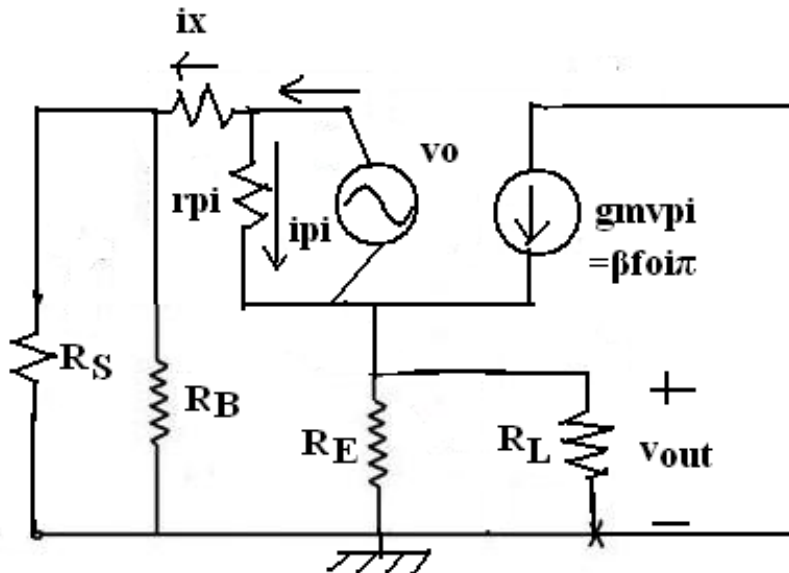 ix
vo
rpi
ipi
gmvpi
=βfoiπ
RS
RB
RE
RL
+
vout
−